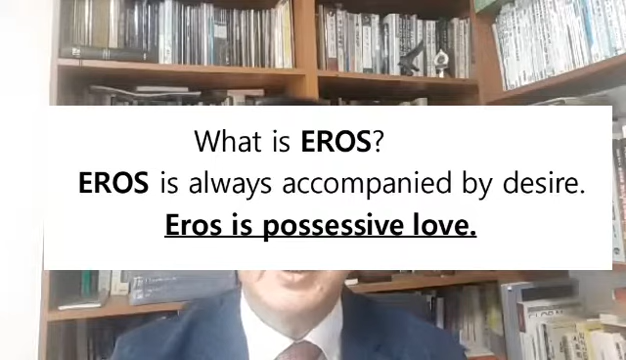 What is EROS?
EROS is always accompanied by desire.
Eros is possessive love.